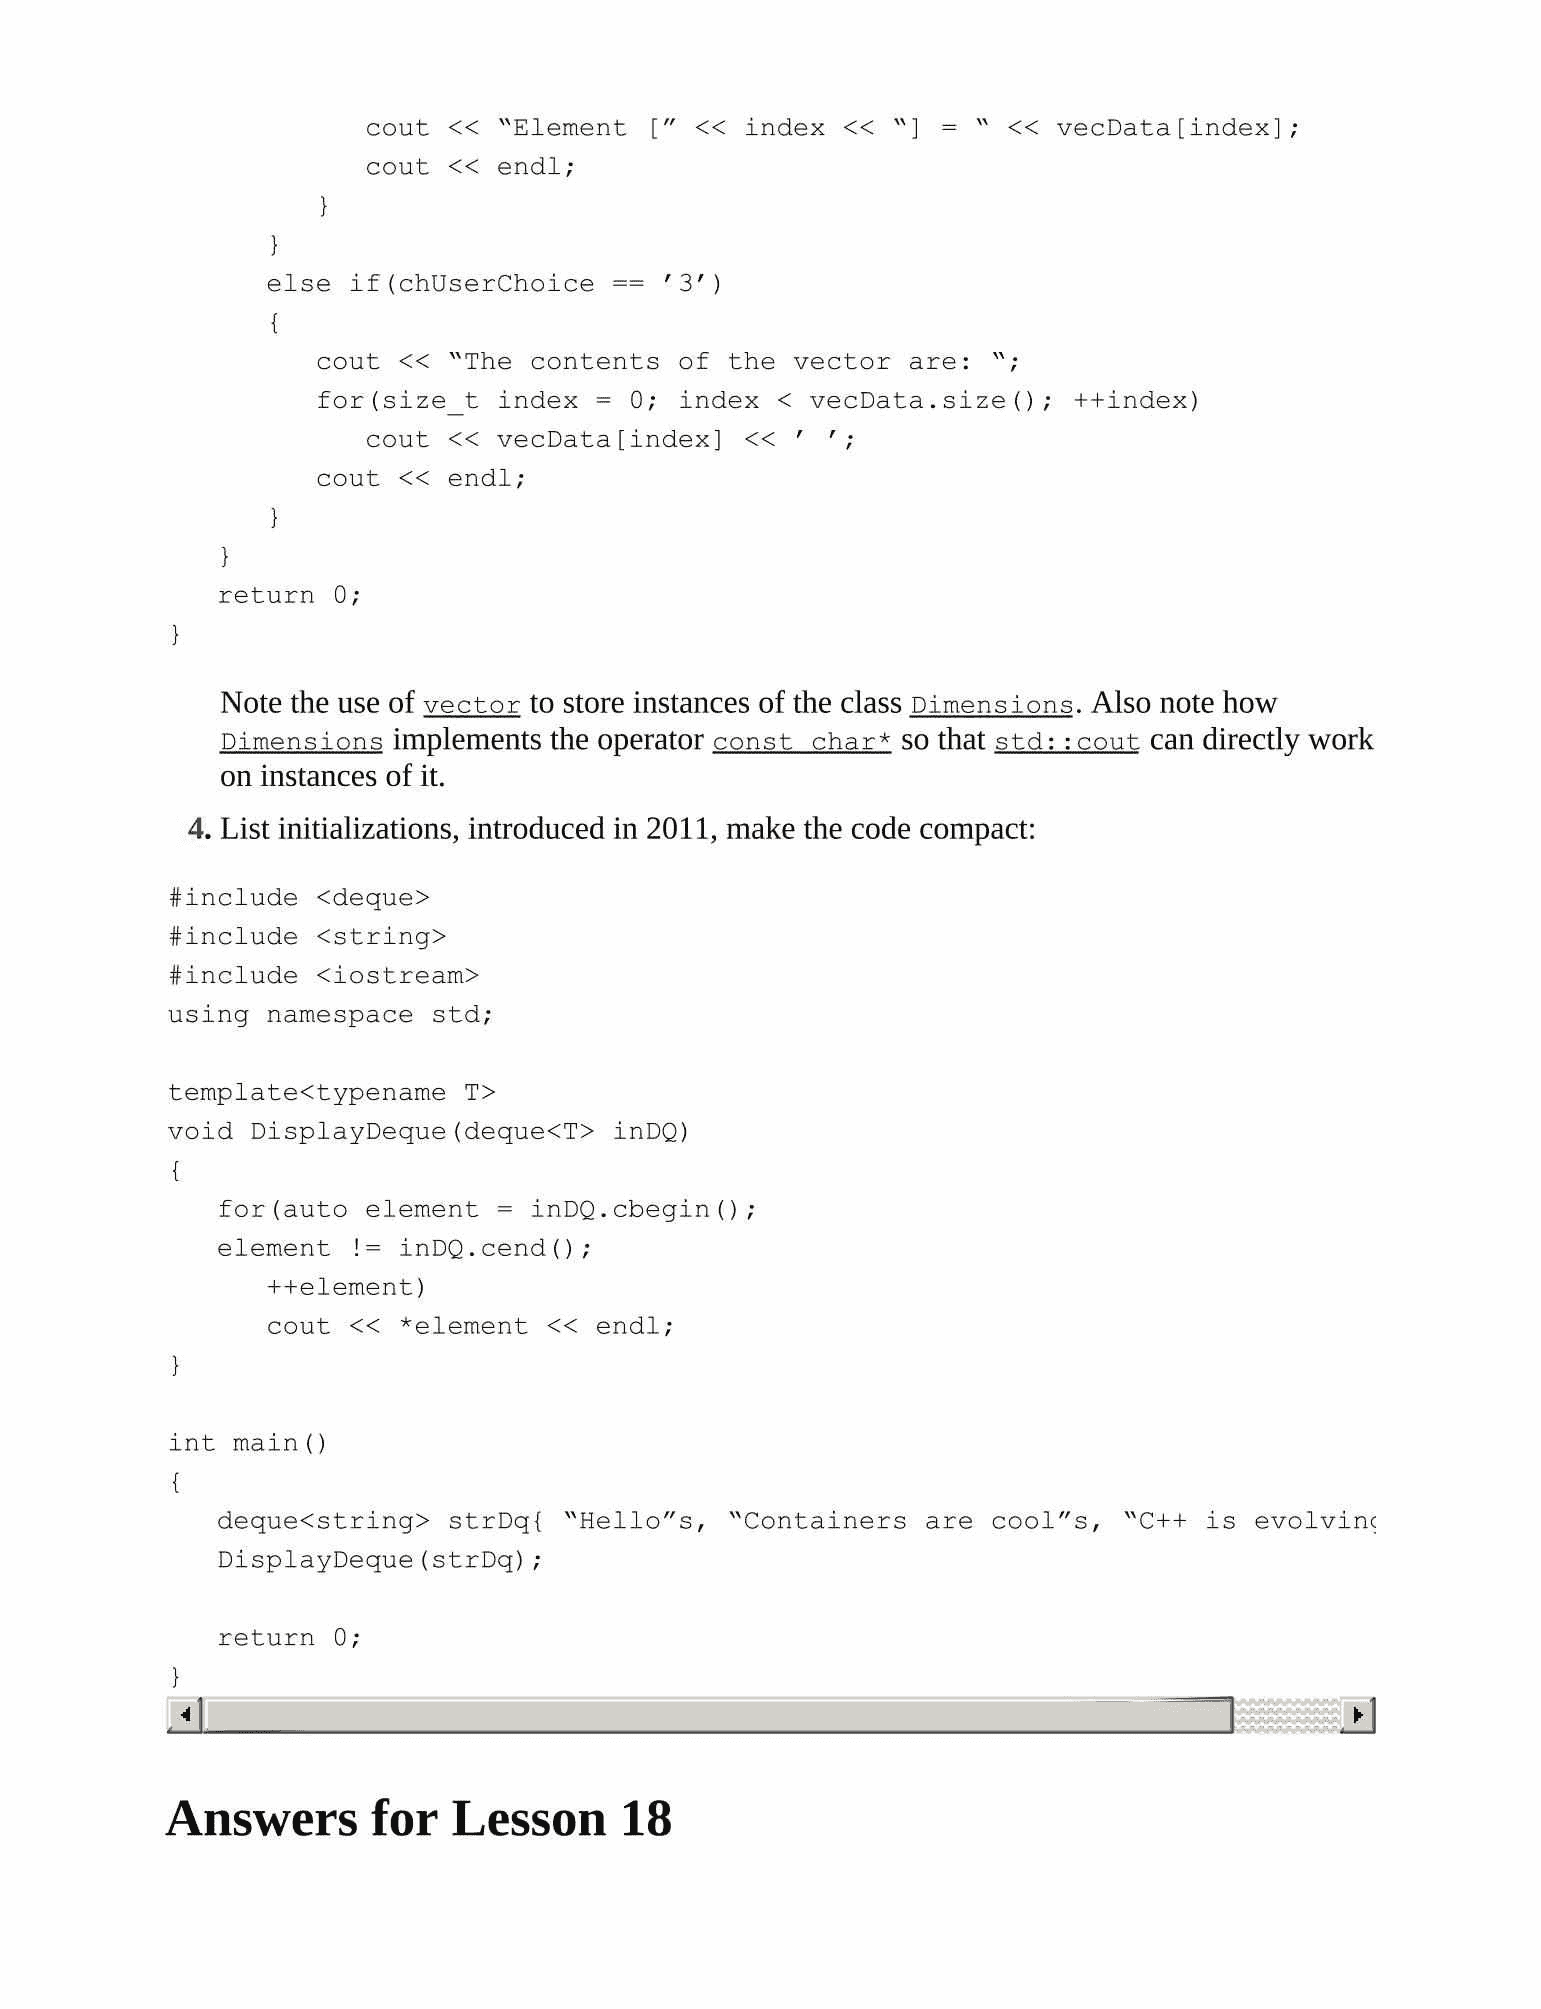 cout << “Element [” << index << “] = “ << vecData[index];
            cout << endl;
         }
      }
      else if(chUserChoice == ’3’)
      {
         cout << “The contents of the vector are: “;
         for(size_t index = 0; index < vecData.size(); ++index)
            cout << vecData[index] << ’ ’;
         cout << endl;
      }
   }
   return 0;
}
Note the use of vector to store instances of the class Dimensions. Also note how
Dimensions implements the operator const char* so that std::cout can directly work
on instances of it.
4. List initializations, introduced in 2011, make the code compact:
#include <deque>
#include <string>
#include <iostream>
using namespace std;
template<typename T>
void DisplayDeque(deque<T> inDQ)
{
   for(auto element = inDQ.cbegin();
   element != inDQ.cend();
      ++element)
      cout << *element << endl;
}
int main()
{
   deque<string> strDq{ “Hello”s, “Containers are cool”s, “C++ is evolving
   DisplayDeque(strDq);
   return 0;
}
Answers for Lesson 18